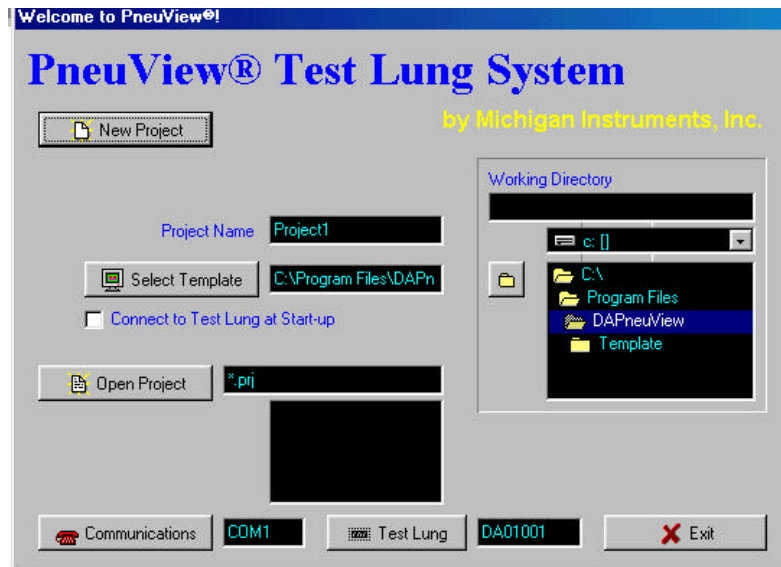 Welcome to PneuView®!
PneuView® Test Lung System
by Michigan Instruments, Inc.
New Project
Working Directory
Project Name
Project1
c: []
Select Template
C:\Program Files\DAPn
C:\
Program Files
DAPneuView
Template
Connect to Test Lung at Start-up
Open Project
*.prj
Communications
COM1
Test Lung
DA01001
Exit